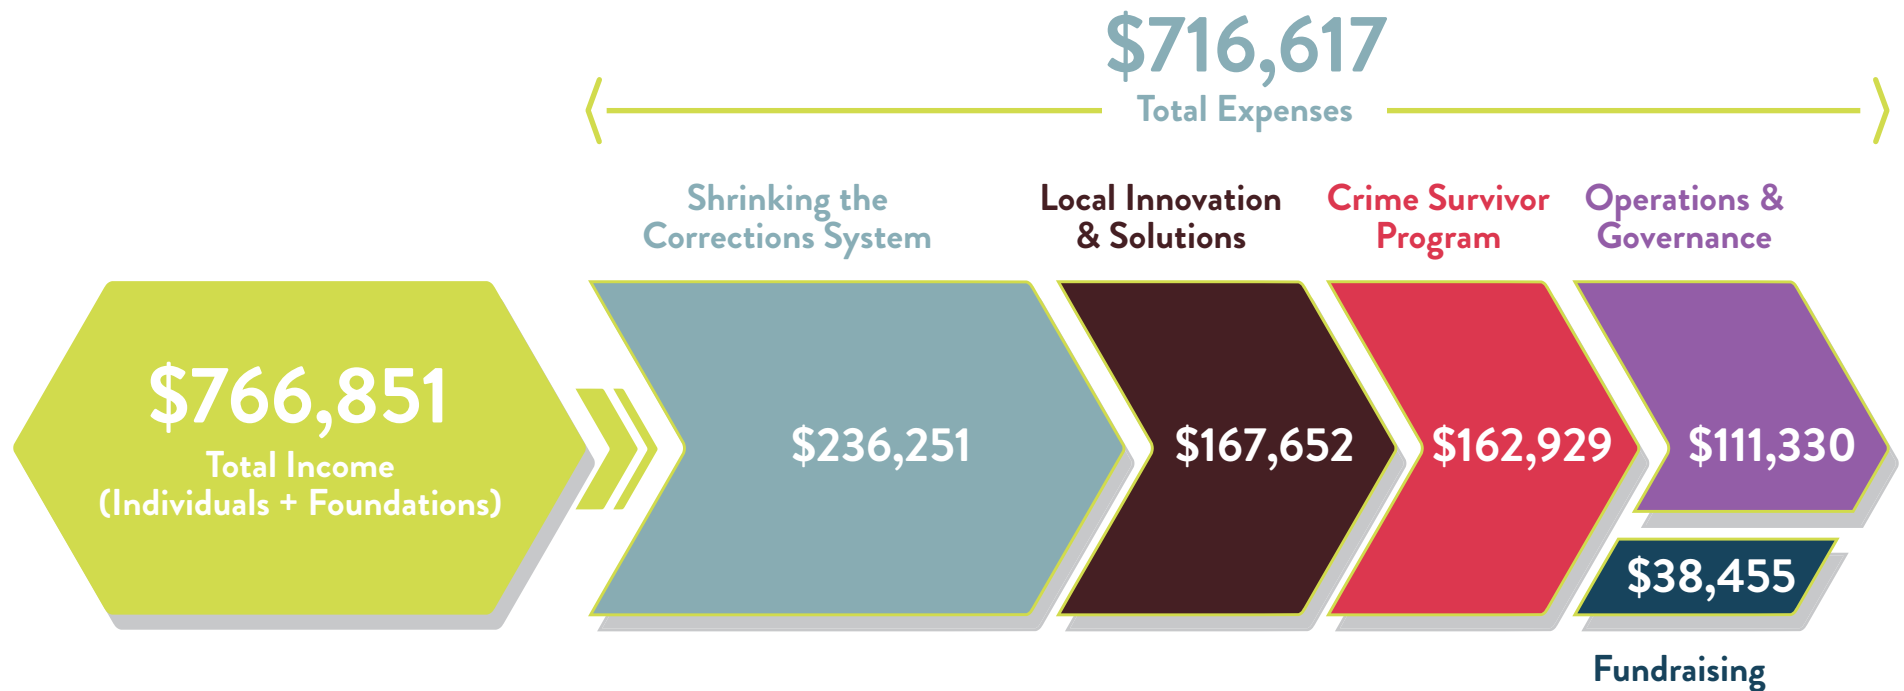 $716,617
Total Expenses
Shrinking the
Corrections System
Local Innovation
& Solutions
Crime Survivor
Program
Operations &
Governance
$766,851
Total Income
(Individuals + Foundations)
$236,251
$167,652
$162,929
$111,330
$38,455
Fundraising